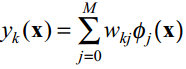 y_k(x) = \sum_{j=0}^{M} w_{kj} \phi_j(x)